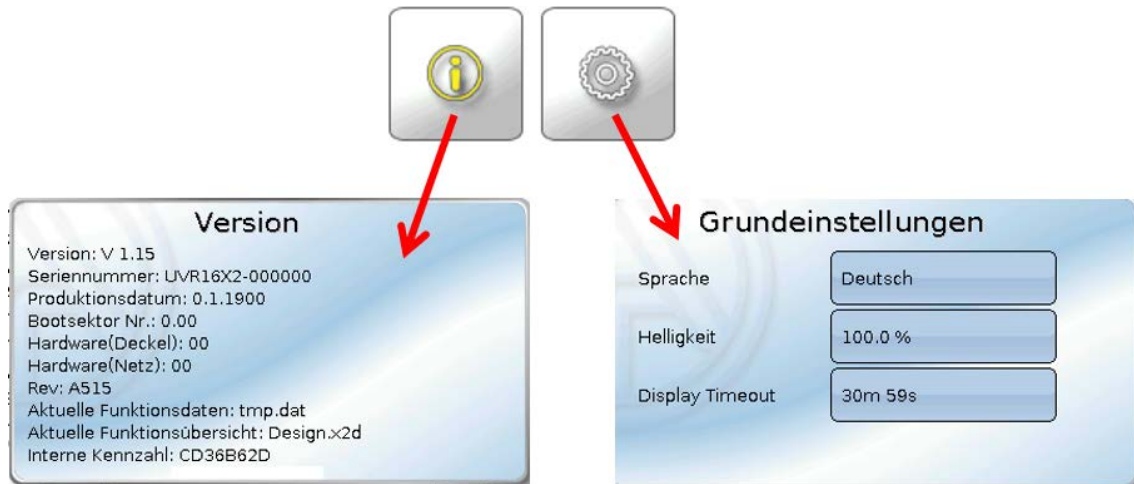 Version
Version: V 1.15
Seriennummer: UVR16X2-000000
Produktionsdatum: 0.1.1900
Bootsektor Nr.: 0.00
Hardware(Deckel): 00
Hardware(Netz): 00
Rev: A515
Aktuelle Funktionsdaten: tmp.dat
Aktuelle Funktionsübersicht: Design.x2d
Interne Kennzahl: CD36B62D
Grundeinstellungen
Sprache Deutsch
Helligkeit 100.0 %
Display Timeout 30m 59s